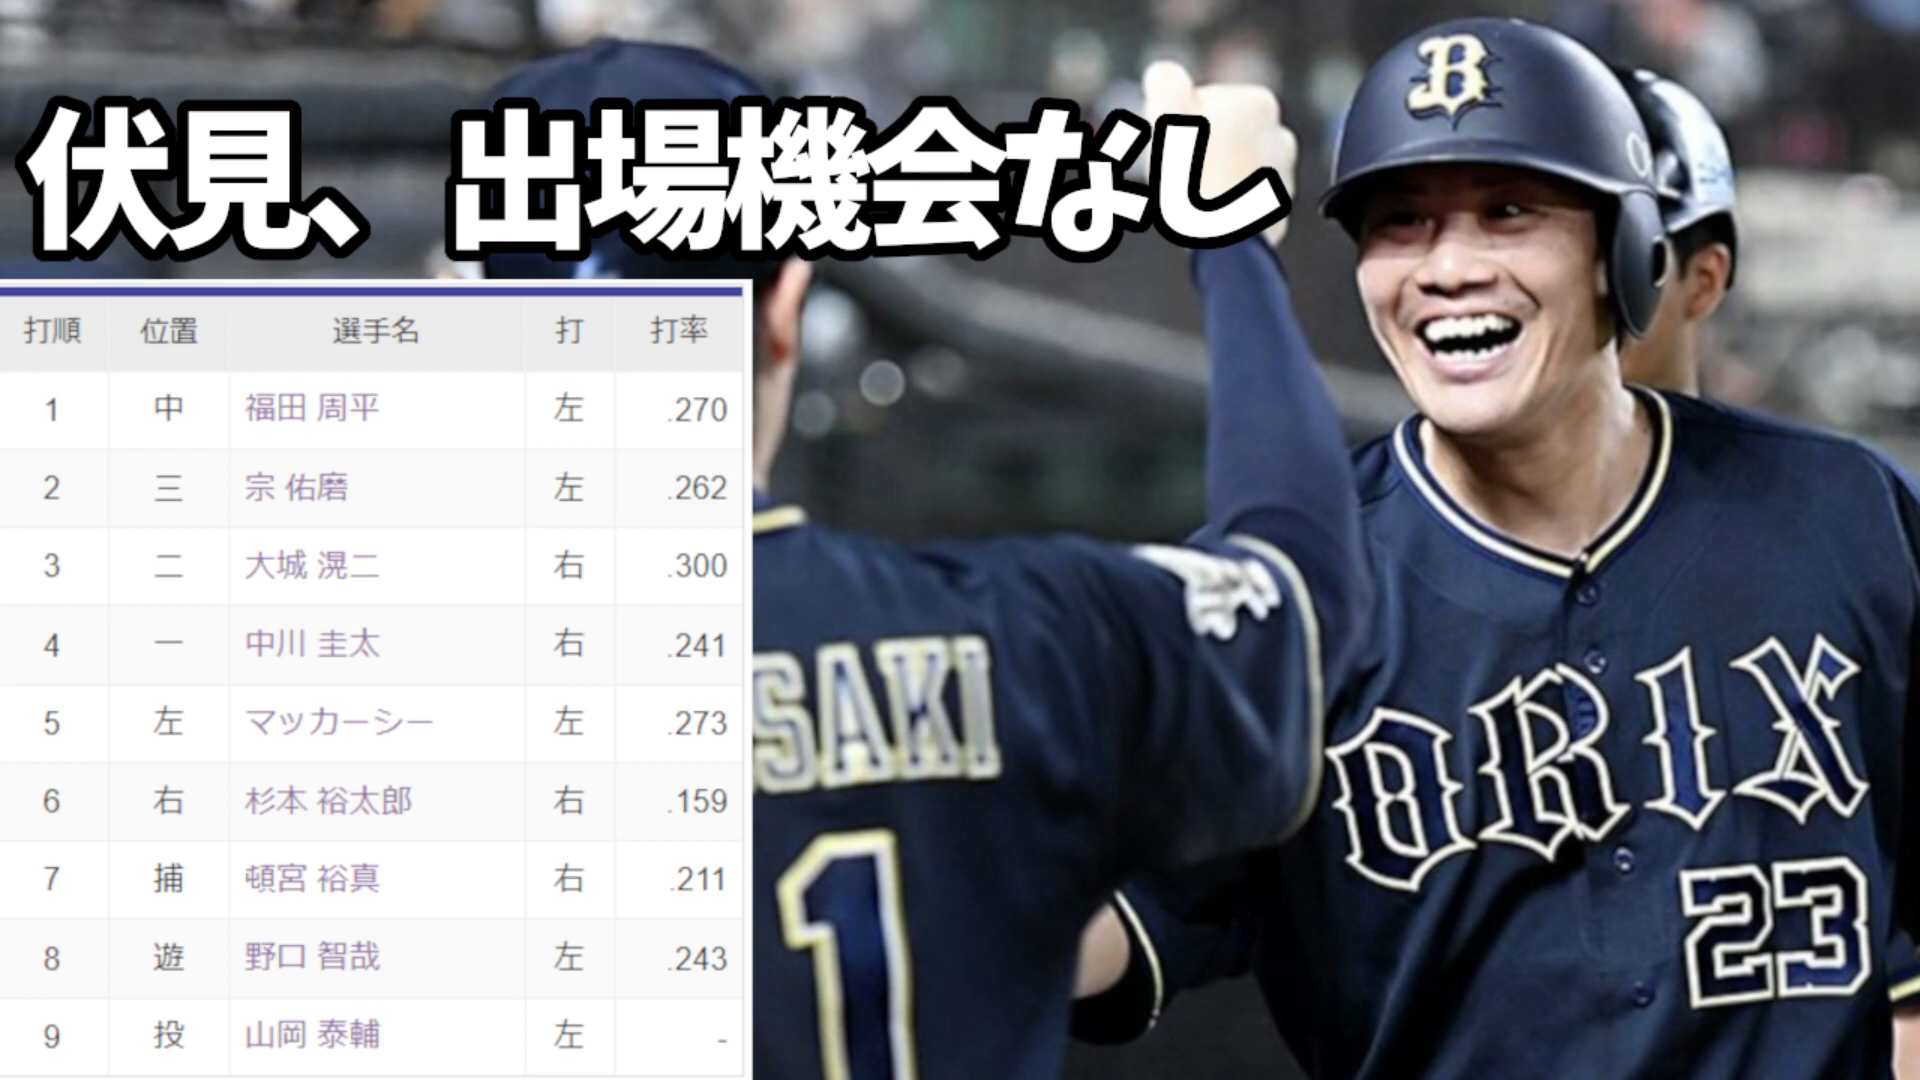 伏見、出場機会なし
打順 位置 選手名 打 打率
1 中 福田 周平 左 .270
2 三 宗 佑磨 左 .262
3 二 大城 滉二 右 .300
4 一 中川 圭太 右 .241
5 左 マッカーシー 左 .273
6 右 杉本 裕太郎 右 .159
7 捕 頓宮 裕真 右 .211
8 遊 野口 智哉 左 .243
9 投 山岡 泰輔 左 -
B
SAKI
1
ORIX
23